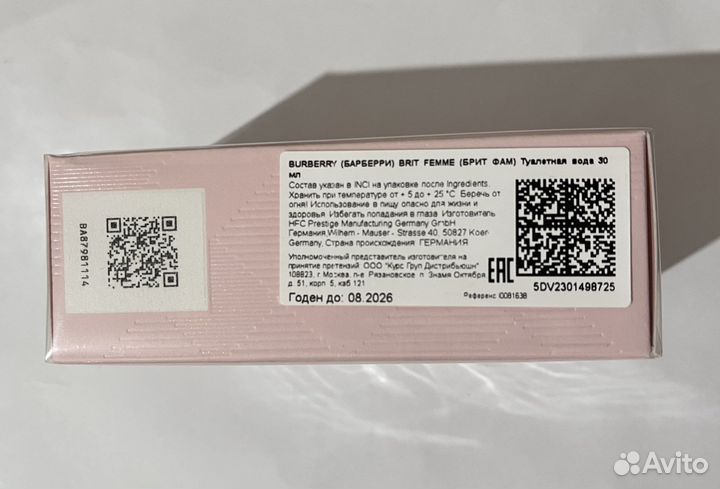 BA87981114
BURBERRY (БАРБЕРРИ) BRIT FEMME (БРИТ ФАМ) Туалетная вода 30
мл
Состав указан в INCI на упаковке после Ingredients.
Хранить при температуре от + 5 до + 25 °C. Беречь от
огня! Использование в пищу опасно для жизни и
здоровья. Избегать попадания в глаза. Изготовитель
HFC Prestige Manufacturing Germany GmbH
Германия,Wilhem - Mauser - Strasse 40, 50827 Koer-
Germany, Страна происхождения: ГЕРМАНИЯ
Уполномоченный представитель изготовителя на
принятие претензий: ООО "Курс Груп Дистрибьюшн"
108823, г. Москва, п-е Рязановское, п. Знамя Октября,
д. 51, корп. 5, каб 121
Годен до: 08.2026
EAC
5DV2301498725
Референс: I0081638
Avito